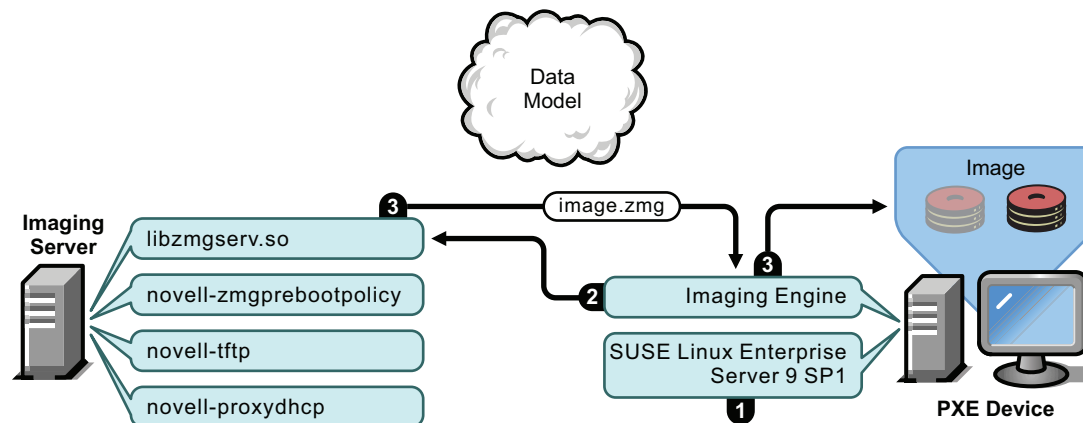 Data
Model
Image
3
image.zmg
Imaging
Server
libzmgserv.so
3
2
Imaging Engine
novell-zmgprebootpolicy
novell-tftp
SUSE Linux Enterprise
Server 9 SP1
novell-proxydhcp
1
PXE Device